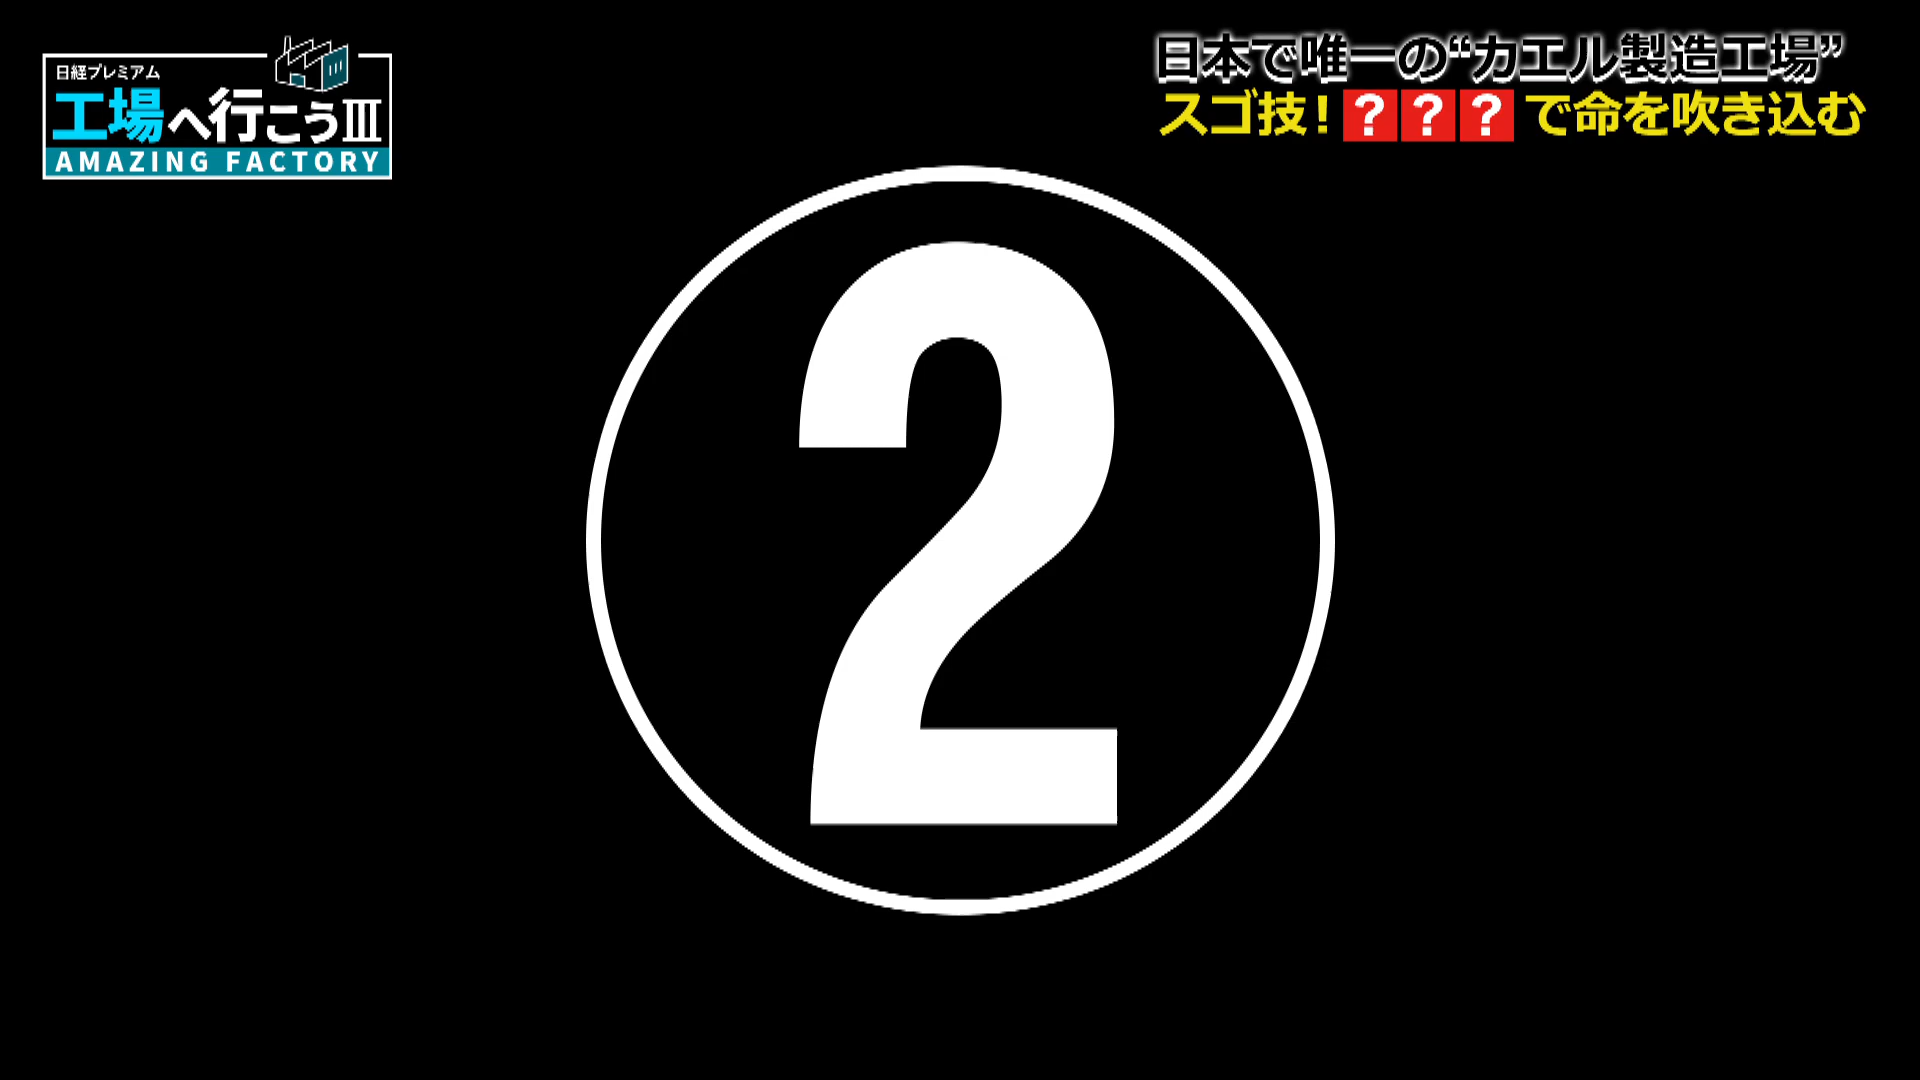 日経プレミアム
工場へ行こうⅢ
AMAZING FACTORY
日本で唯一の“カエル製造工場”
スゴ技！???で命を吹き込む
2